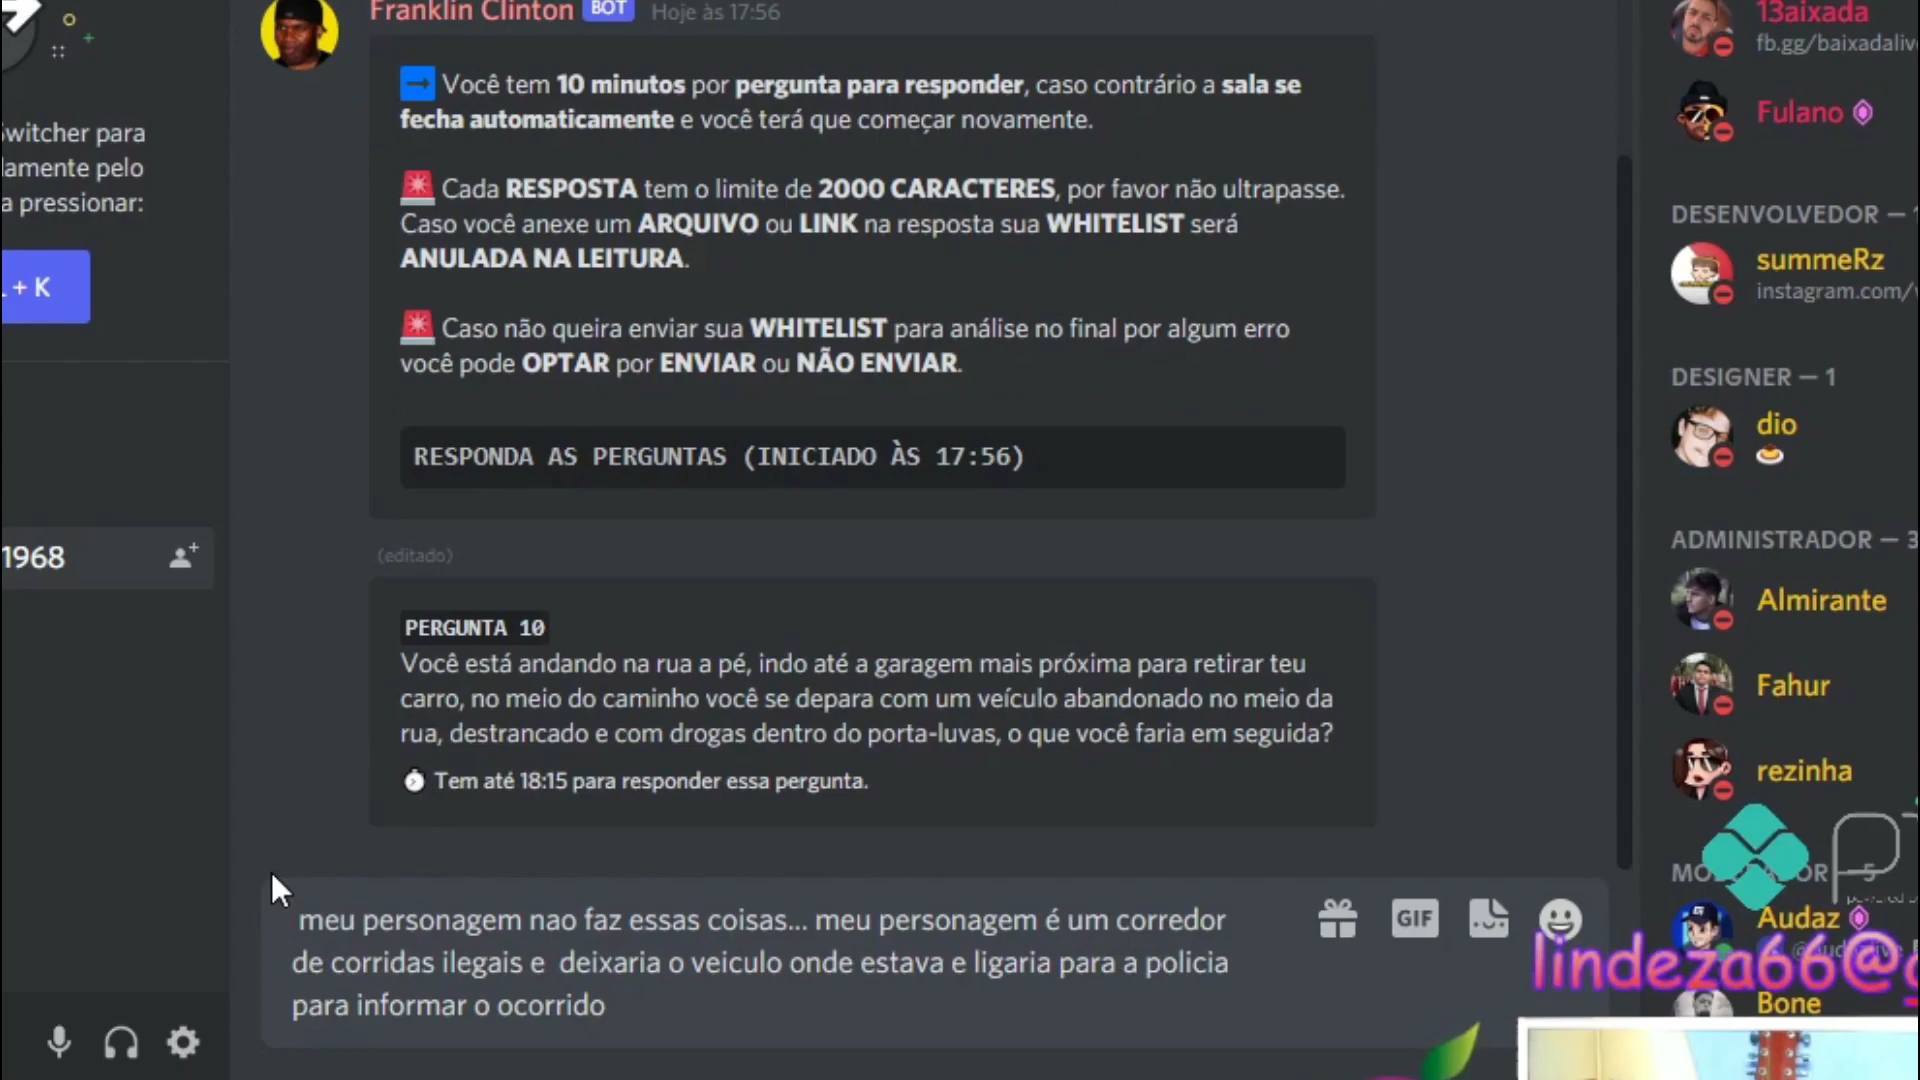 Franklin Clinton BOT Hoje às 17:56
Você tem 10 minutos por pergunta para responder, caso contrário a sala se
fecha automaticamente e você terá que começar novamente.
Cada RESPOSTA tem o limite de 2000 CARACTERES, por favor não ultrapasse.
Caso você anexe um ARQUIVO ou LINK na resposta sua WHITELIST será
ANULADA NA LEITURA.
Caso não queira enviar sua WHITELIST para análise no final por algum erro
você pode OPTAR por ENVIAR ou NÃO ENVIAR.
RESPONDA AS PERGUNTAS (INICIADO ÀS 17:56)
(editado)
PERGUNTA 10
Você está andando na rua a pé, indo até a garagem mais próxima para retirar teu
carro, no meio do caminho você se depara com um veículo abandonado no meio da
rua, destrancado e com drogas dentro do porta-luvas, o que você faria em seguida?
Tem até 18:15 para responder essa pergunta.
meu personagem nao faz essas coisas... meu personagem é um corredor
de corridas ilegais e deixaria o veiculo onde estava e ligaria para a policia
para informar o ocorrido
GIF
witcher para
lamente pelo
a pressionar:
+ K
1968
13aixada
fb.gg/baixadaliv
Fulano
DESENVOLVEDOR —
summeRz
instagram.com/
DESIGNER — 1
dio
ADMINISTRADOR — 3
Almirante
Fahur
rezinha
5
Audaz
lindeza66@
Bone